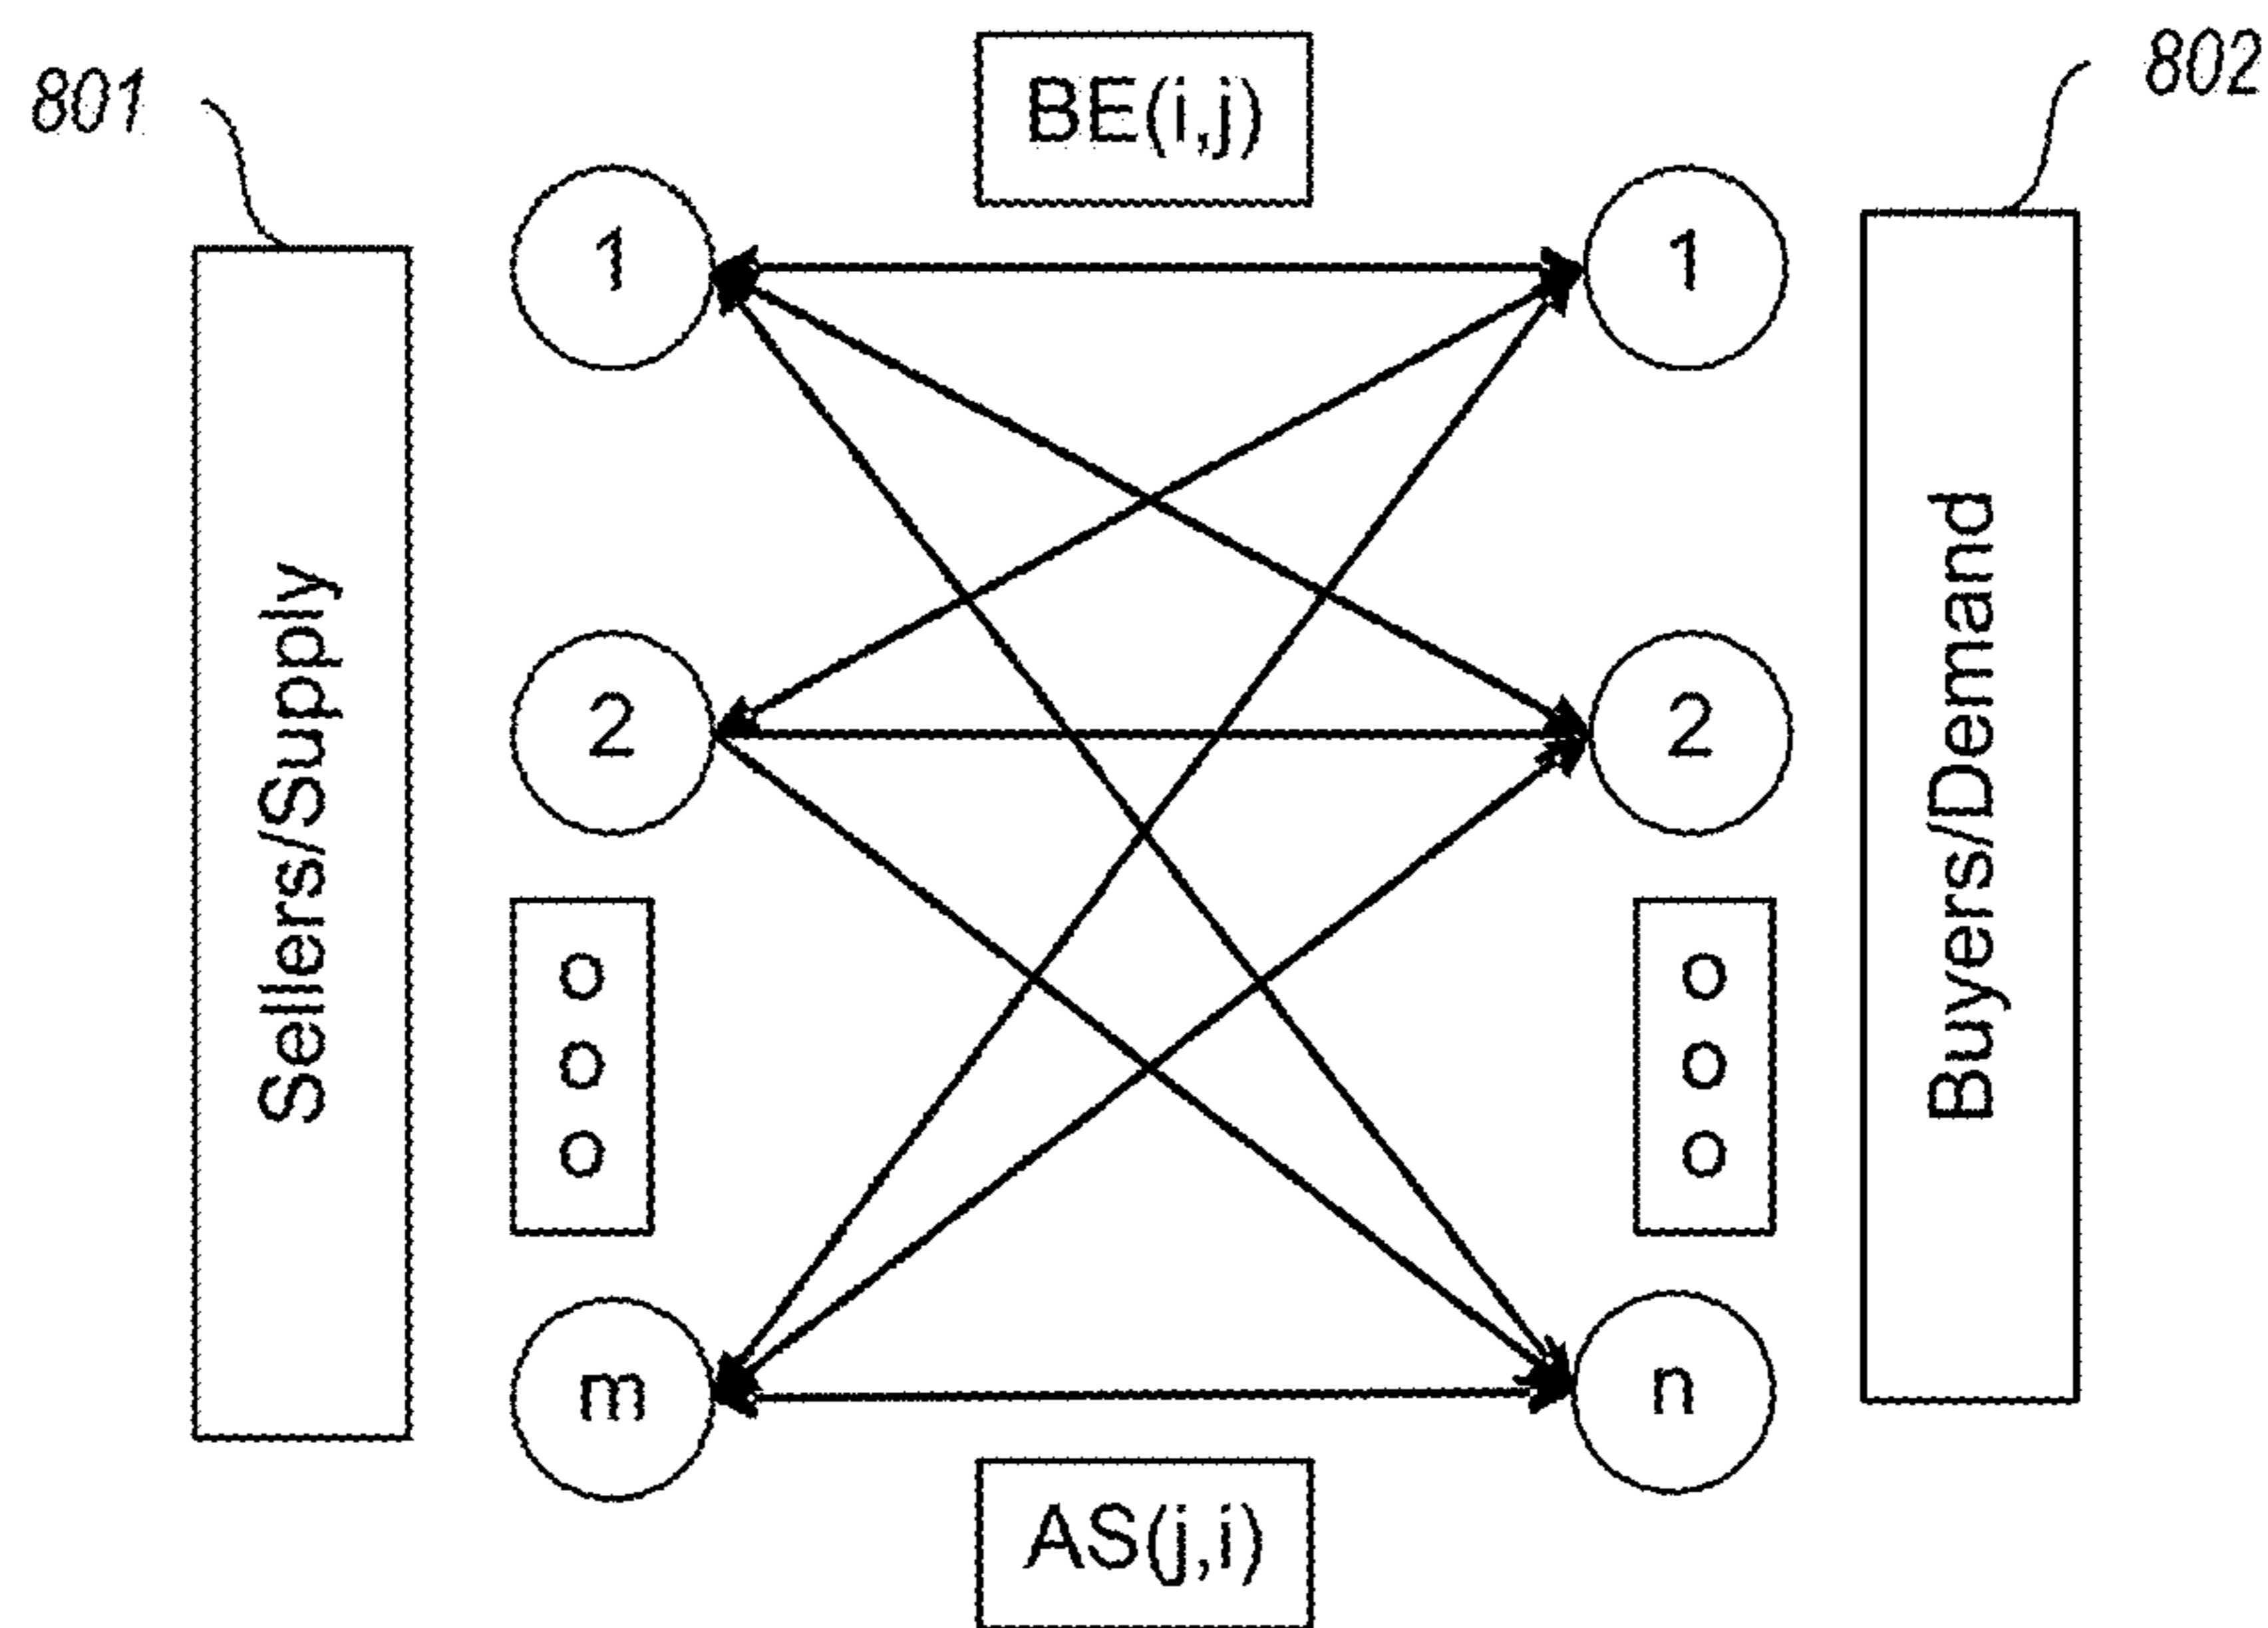 801
802
BE(i,j)
1
1
Sellers/Supply
Buyers/Demand
2
2
m
n
AS(j,i)